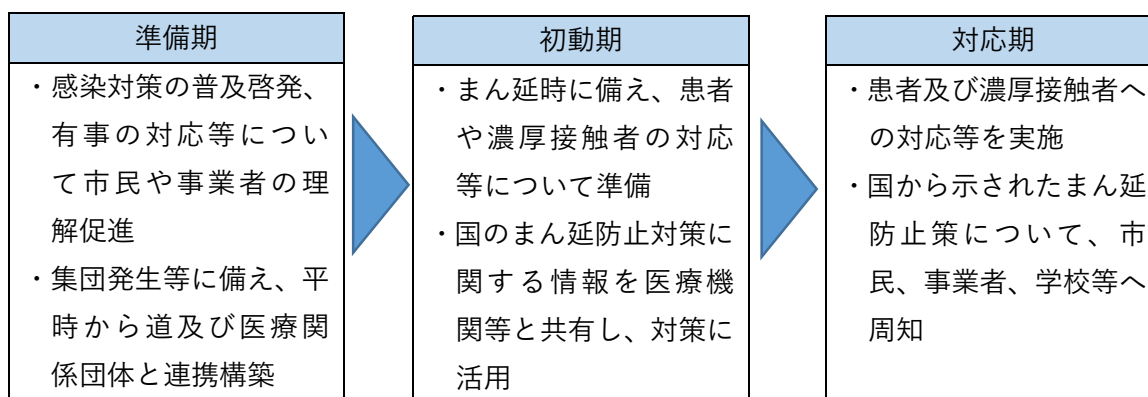 準備期
・感染対策の普及啓発、
有事の対応等につい
て市民や事業者の理
解促進
・集団発生等に備え、平
時から道及び医療関
係団体と連携構築
初動期
・まん延時に備え、患者
や濃厚接触者の対応
等について準備
・国のまん延防止対策に
関する情報を医療機
関等と共有し、対策に
活用
対応期
・患者及び濃厚接触者へ
の対応等を実施
・国から示されたまん延
防止策について、市
民、事業者、学校等へ
周知